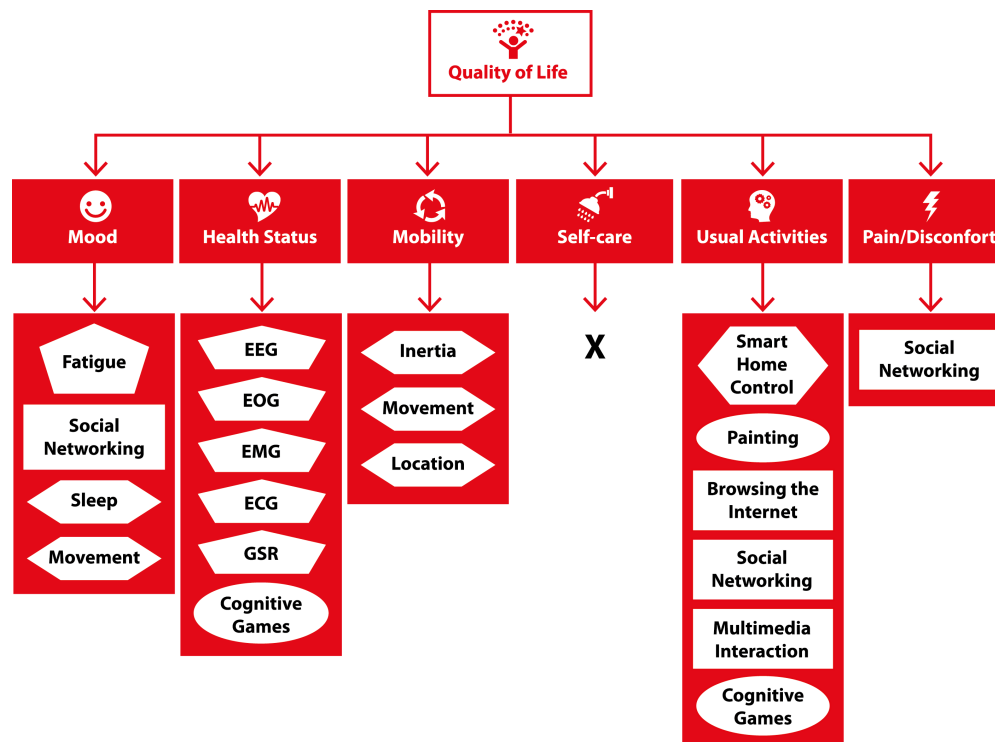 Quality of Life
Mood
Health Status
Mobility
Self-care
Usual Activities
Pain/Disconfort
Fatigue
Social
Networking
Sleep
Movement
EEG
EOG
EMG
ECG
GSR
Cognitive
Games
Inertia
Movement
Location
X
Smart
Home
Control
Painting
Browsing the
Internet
Social
Networking
Multimedia
Interaction
Cognitive
Games
Social
Networking